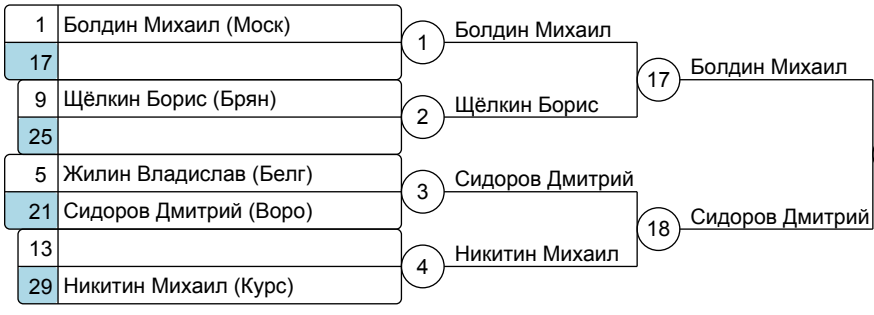 1 Болдин Михаил (Моск)
17
9 Щёлкин Борис (Брян)
25
5 Жилин Владислав (Белг)
21 Сидоров Дмитрий (Воро)
13
29 Никитин Михаил (Курс)
1 Болдин Михаил
2 Щёлкин Борис
3 Сидоров Дмитрий
4 Никитин Михаил
17 Болдин Михаил
18 Сидоров Дмитрий